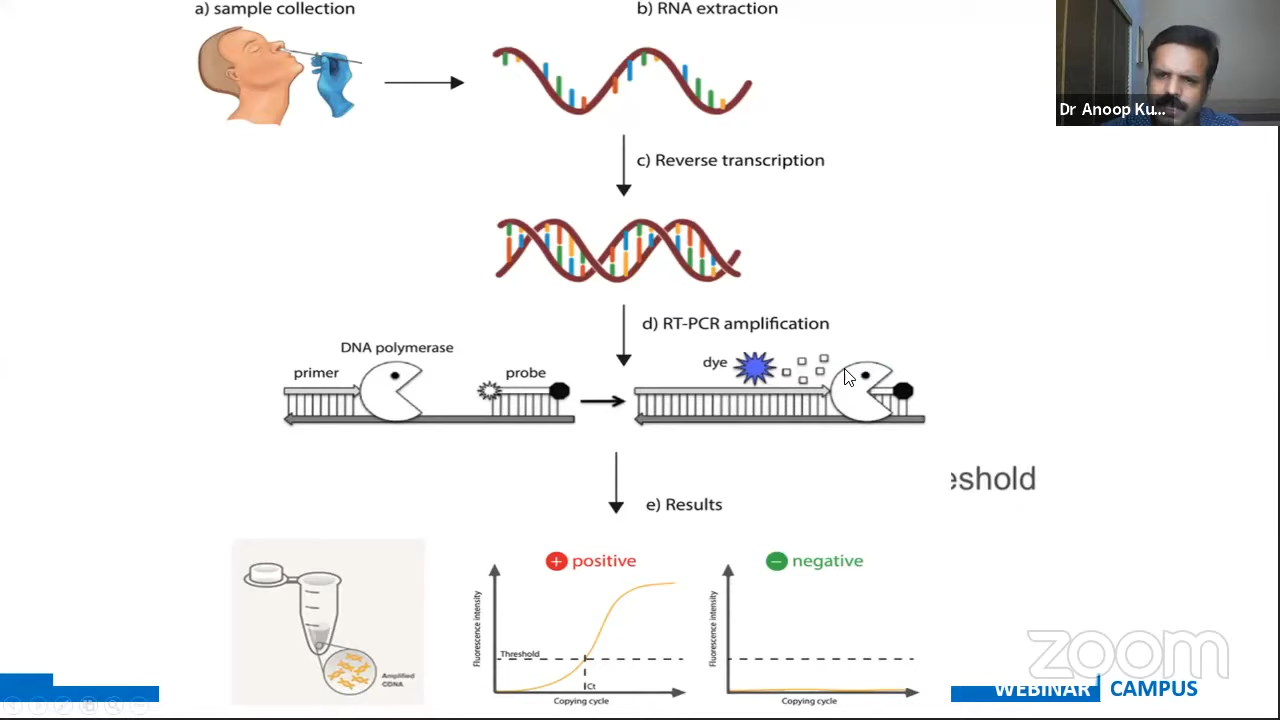 a) sample collection
b) RNA extraction
Dr Anoop Ku...
c) Reverse transcription
d) RT-PCR amplification
DNA polymerase
primer
probe
dye
eshold
e) Results
+ positive
− negative
Fluorescence intensity
Threshold
Ct
Copying cycle
Fluorescence intensity
Copying cycle
Amplified
CDNA
zoom
WEBINAR CAMPUS